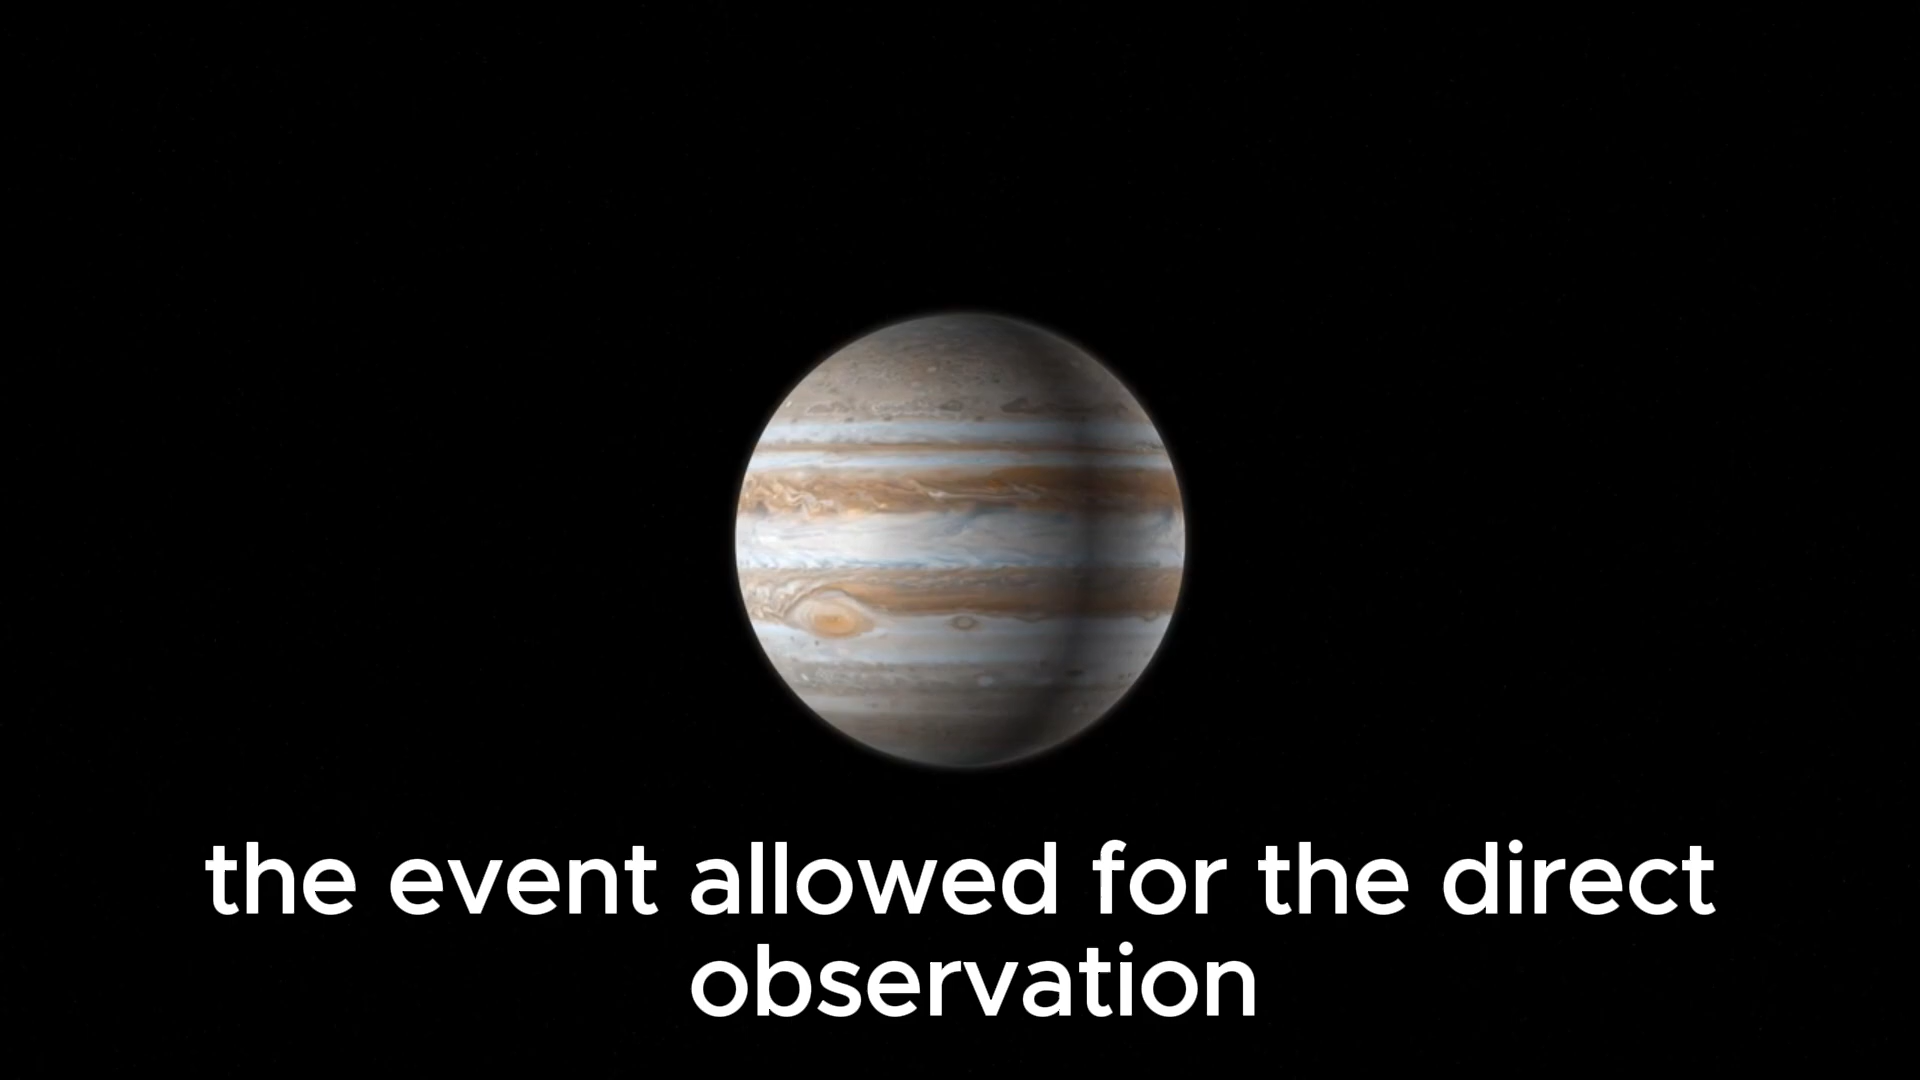 the event allowed for the direct
observation